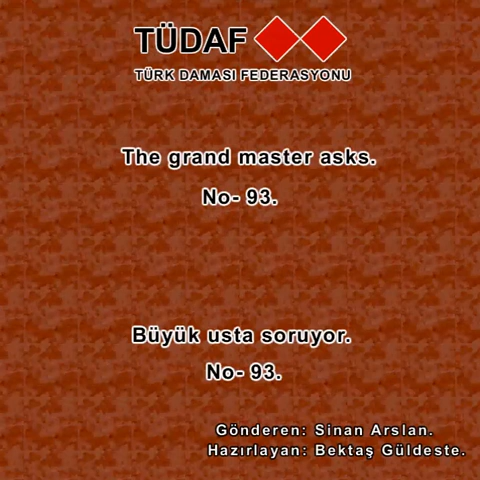 TÜDAF
TÜRK DAMASI FEDERASYONU
The grand master asks.
No- 93.
Büyük usta soruyor.
No- 93.
Gönderen: Sinan Arslan.
Hazırlayan: Bektaş Güldeste.